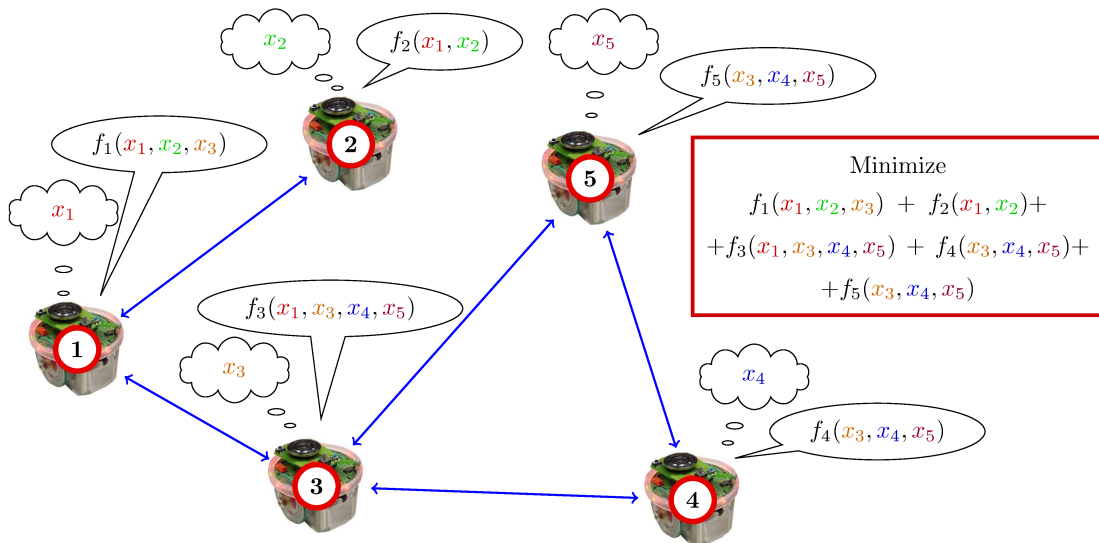 x₂
f₂(x₁, x₂)
x₅
f₅(x₃, x₄, x₅)
2
f₁(x₁, x₂, x₃)
5
x₁
Minimize
f₁(x₁, x₂, x₃) + f₂(x₁, x₂)+
+f₃(x₁, x₃, x₄, x₅) + f₄(x₃, x₄, x₅)+
+f₅(x₃, x₄, x₅)
f₃(x₁, x₃, x₄, x₅)
1
x₃
x₄
f₄(x₃, x₄, x₅)
3
4